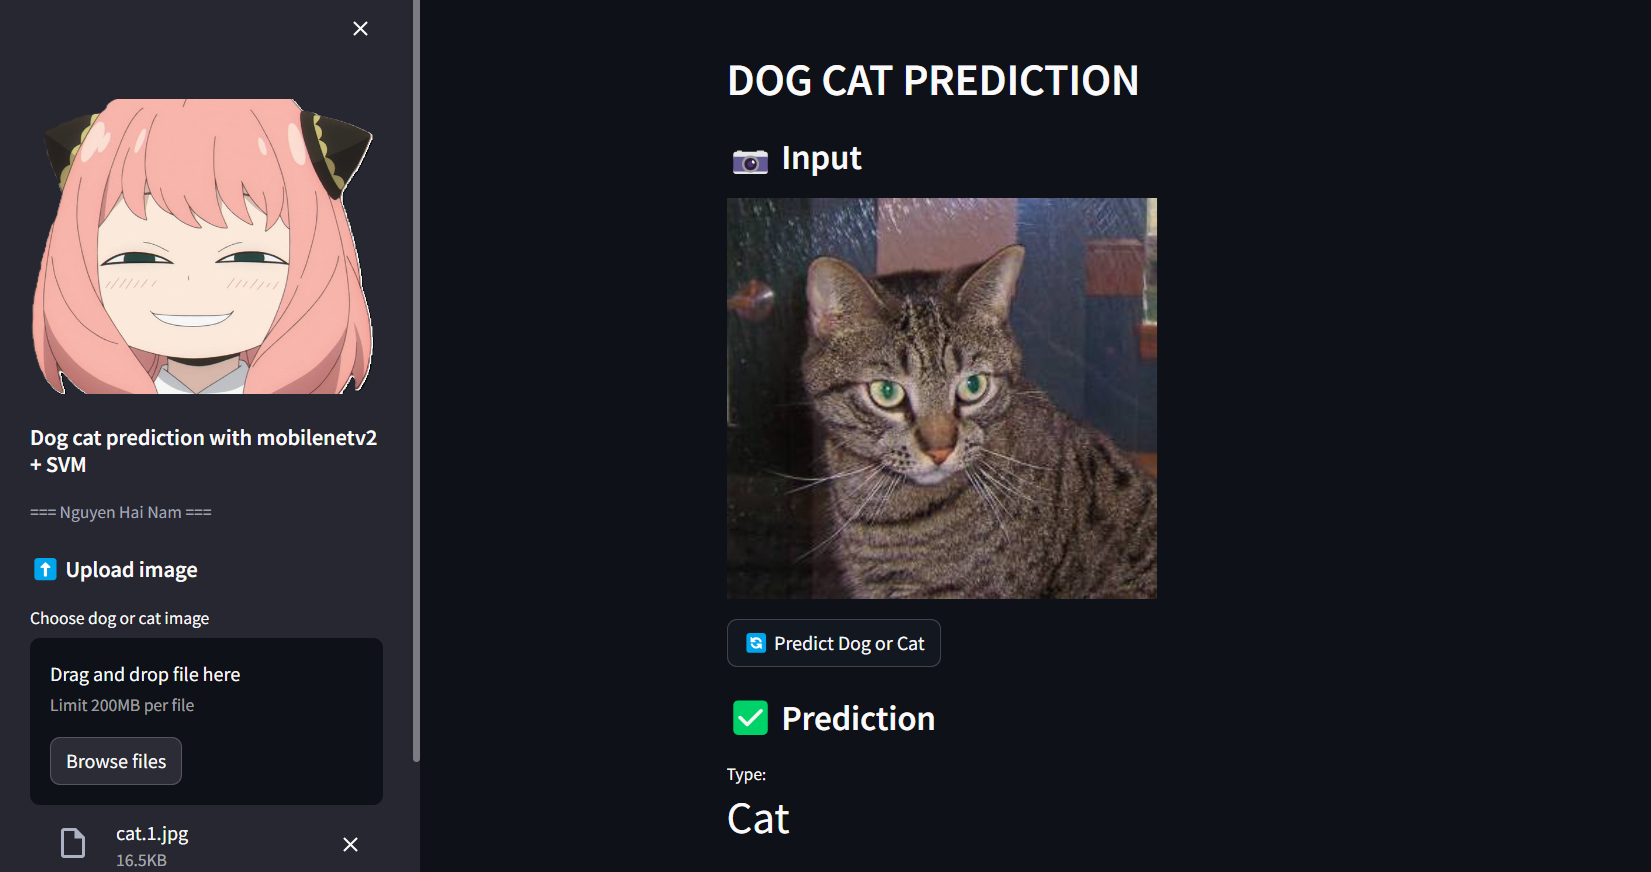 Dog cat prediction with mobilenetv2
+ SVM
=== Nguyen Hai Nam ===
Upload image
Choose dog or cat image
Drag and drop file here
Limit 200MB per file
Browse files
cat.1.jpg
16.5KB
DOG CAT PREDICTION
Input
Predict Dog or Cat
Prediction
Type:
Cat